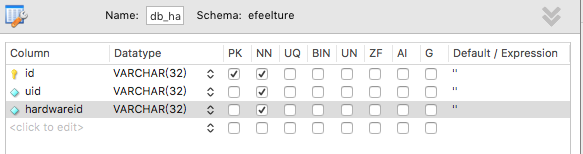 Name: db_ha Schema: efeelture
Column Datatype PK NN UQ BIN UN ZF AI G Default / Expression
id VARCHAR(32) ''
uid VARCHAR(32) ''
hardwareid VARCHAR(32) ''
<click to edit>